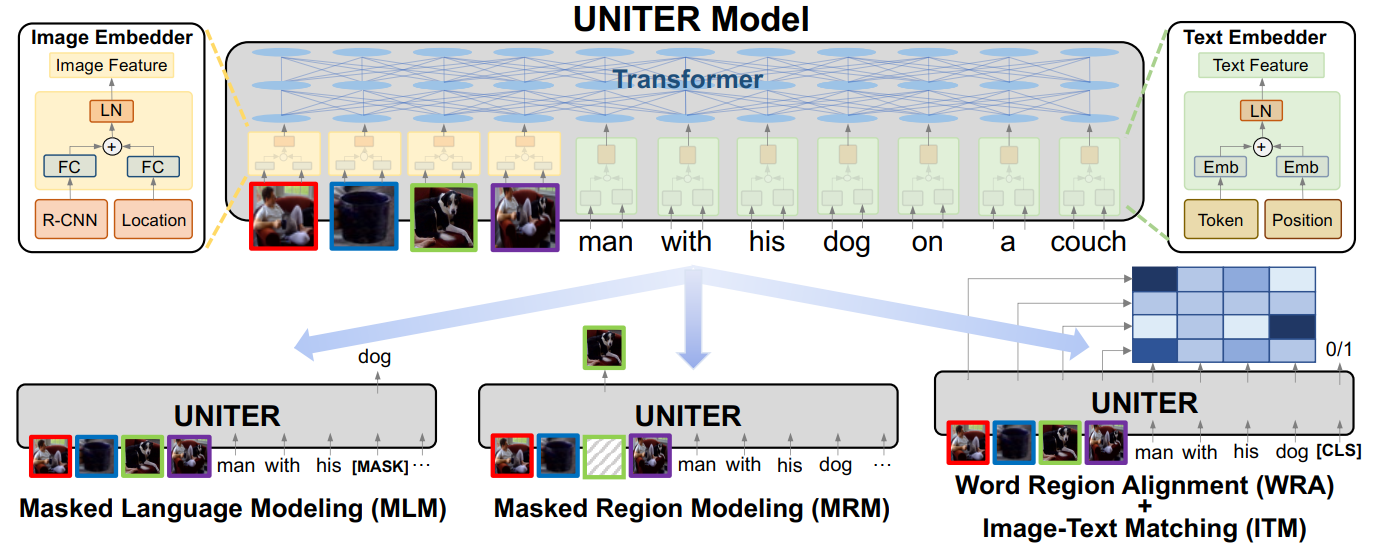 UNITER Model
Image Embedder
Image Feature
LN
+
FC
FC
R-CNN
Location
Transformer
man with his dog on a couch
Text Embedder
Text Feature
LN
+
Emb
Emb
Token
Position
dog
UNITER
man with his [MASK] ...
Masked Language Modeling (MLM)
UNITER
man with his dog ...
Masked Region Modeling (MRM)
0/1
UNITER
man with his dog [CLS]
Word Region Alignment (WRA)
+
Image-Text Matching (ITM)